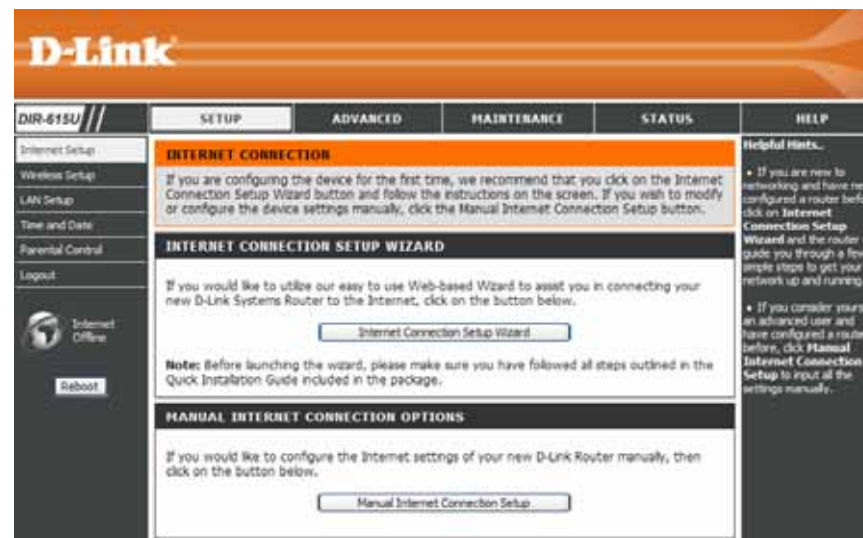 D-Link
DIR-615U
SETUP
ADVANCED
MAINTENANCE
STATUS
HELP
Internet Setup
Wireless Setup
LAN Setup
Time and Date
Parental Control
Logout
Internet
Offline
Reboot
INTERNET CONNECTION
If you are configuring the device for the first time, we recommend that you click on the Internet
Connection Setup Wizard button and follow the instructions on the screen. If you wish to modify
or configure the device settings manually, click the Manual Internet Connection Setup button.
INTERNET CONNECTION SETUP WIZARD
If you would like to utilize our easy to use Web-based Wizard to assist you in connecting your
new D-Link Systems Router to the Internet, click on the button below.
Internet Connection Setup Wizard
Note: Before launching the wizard, please make sure you have followed all steps outlined in the
Quick Installation Guide included in the package.
MANUAL INTERNET CONNECTION OPTIONS
If you would like to configure the Internet settings of your new D-Link Router manually, then
click on the button below.
Manual Internet Connection Setup
Helpful Hints..
• If you are new to
networking and have
configured a router
click on Internet
Connection Setup
Wizard and the router
guide you through a
simple steps to get your
network up and running
• If you consider
an advanced user and
have configured a
before, click Manual
Internet Connection
Setup to input all the
settings manually.